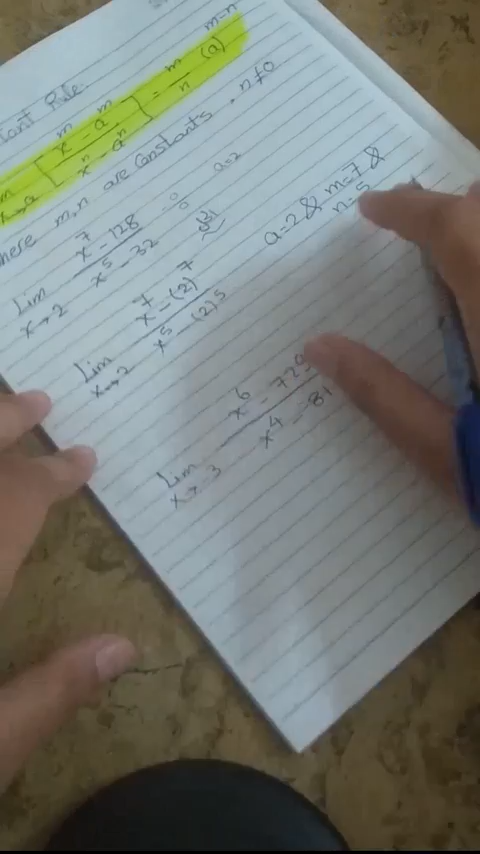 Rule
lim x→a [x^m - a^m / x^n - a^n] = m/n (a)^m-n
where m,n are constants , n≠0
Lim x→2 x^7 - 128 / x^5 - 32 0/0 a=2
Lim x→2 x^7 - (2)^7 / x^5 - (2)^5 a=2 & m=7 & n=5
Lim x→3 x^6 - 729 / x^4 - 81